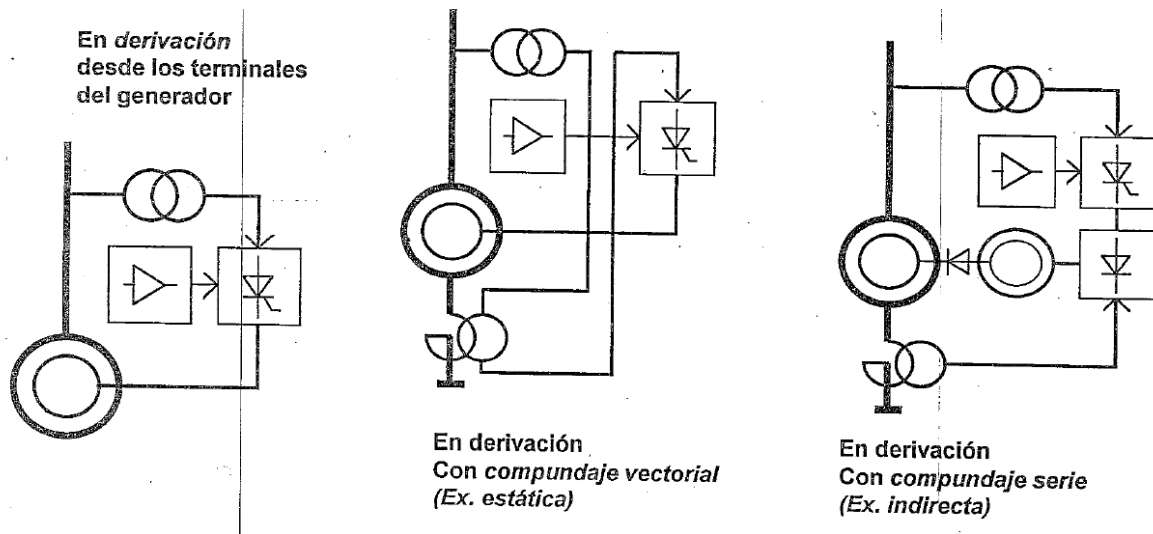 En derivación
desde los terminales
del generador
En derivación
Con compundaje vectorial
(Ex. estática)
En derivación
Con compundaje serie
(Ex. indirecta)